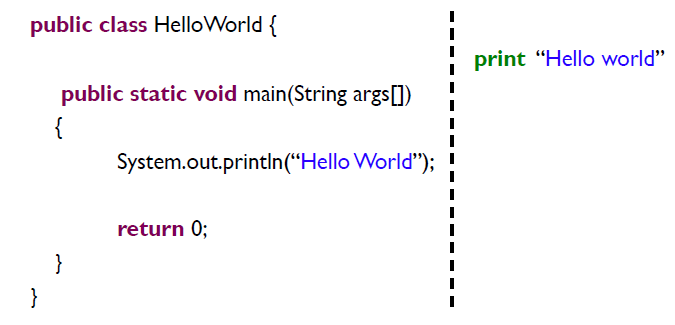 public class HelloWorld {
public static void main(String args[])
{
System.out.println(“Hello World”);
return 0;
}
}
print “Hello world”